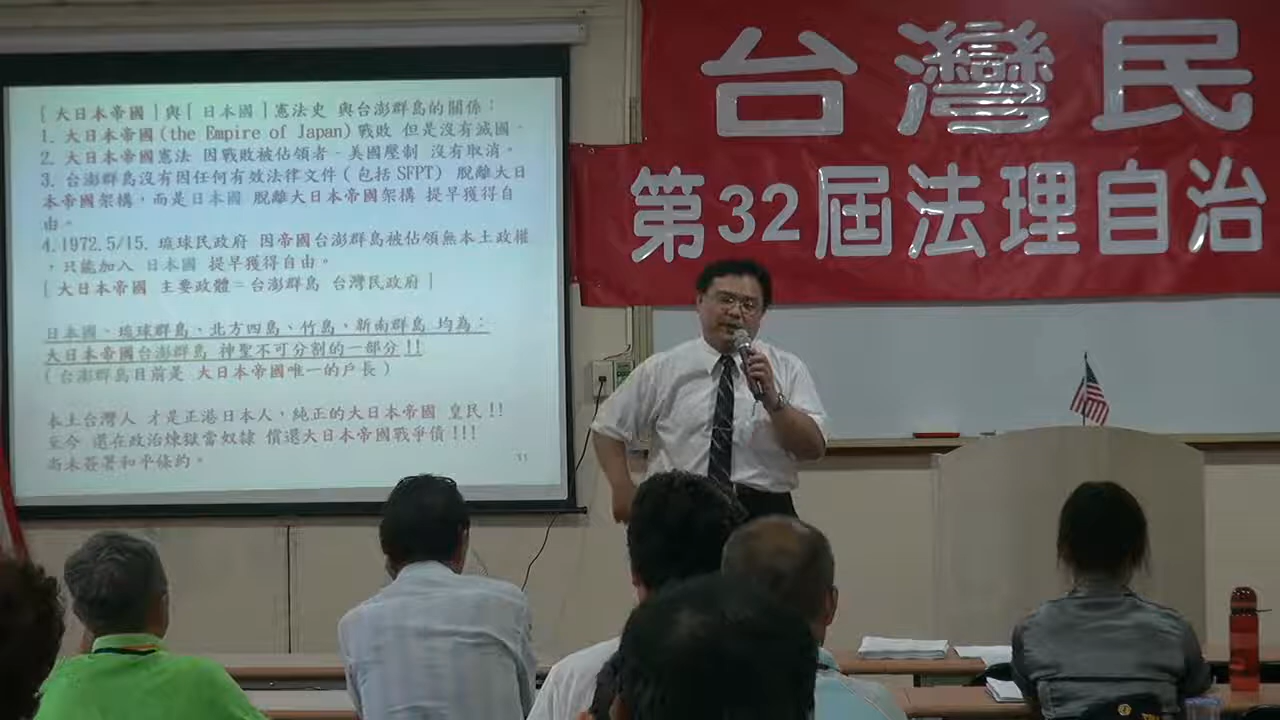 [ 大日本帝國 ] 與 [ 日本國 ] 憲法史 與台澎群島的關係：
1. 大日本帝國 (the Empire of Japan) 戰敗 但是沒有滅國。
2. 大日本帝國憲法 因戰敗被佔領者-美國壓制 沒有取消。
3. 台澎群島沒有因任何有效法律文件 (包括 SFPT) 脫離大日
本帝國架構，而是日本國 脫離大日本帝國架構 提早獲得自
由。
4.1972.5/15. 琉球民政府 因帝國台澎群島被佔領無本土政權
，只能加入 日本國 提早獲得自由。
[ 大日本帝國 主要政體=台澎群島 台灣民政府 ]
日本國、琉球群島、北方四島、竹島、新南群島 均為：
大日本帝國台澎群島 神聖不可分割的一部分 !!
( 台澎群島目前是 大日本帝國唯一的戶長 )
本土台灣人 才是正港日本人，純正的大日本帝國 皇民 !!
至今 還在政治煉獄當奴隸 償還大日本帝國戰爭債 !!!
尚未簽署和平條約。
11
台灣民
第32屆法理自治